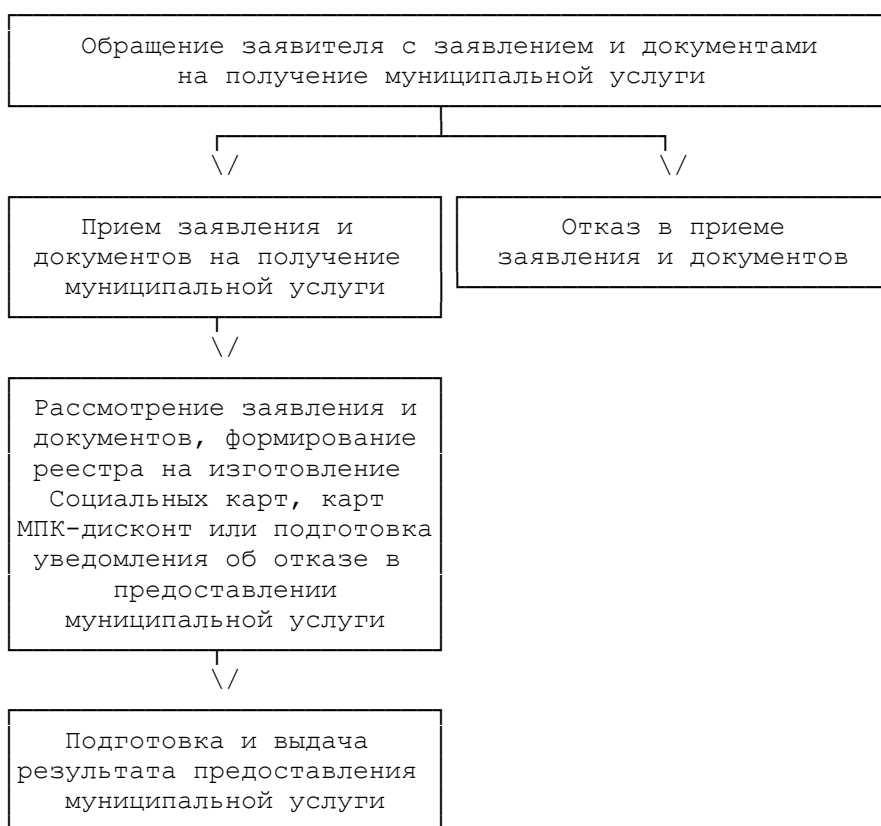 Обращение заявителя с заявлением и документами
на получение муниципальной услуги
Прием заявления и
документов на получение
муниципальной услуги
Отказ в приеме
заявления и документов
Рассмотрение заявления и
документов, формирование
реестра на изготовление
Социальных карт, карт
МПК-дисконт или подготовка
уведомления об отказе в
предоставлении
муниципальной услуги
Подготовка и выдача
результата предоставления
муниципальной услуги